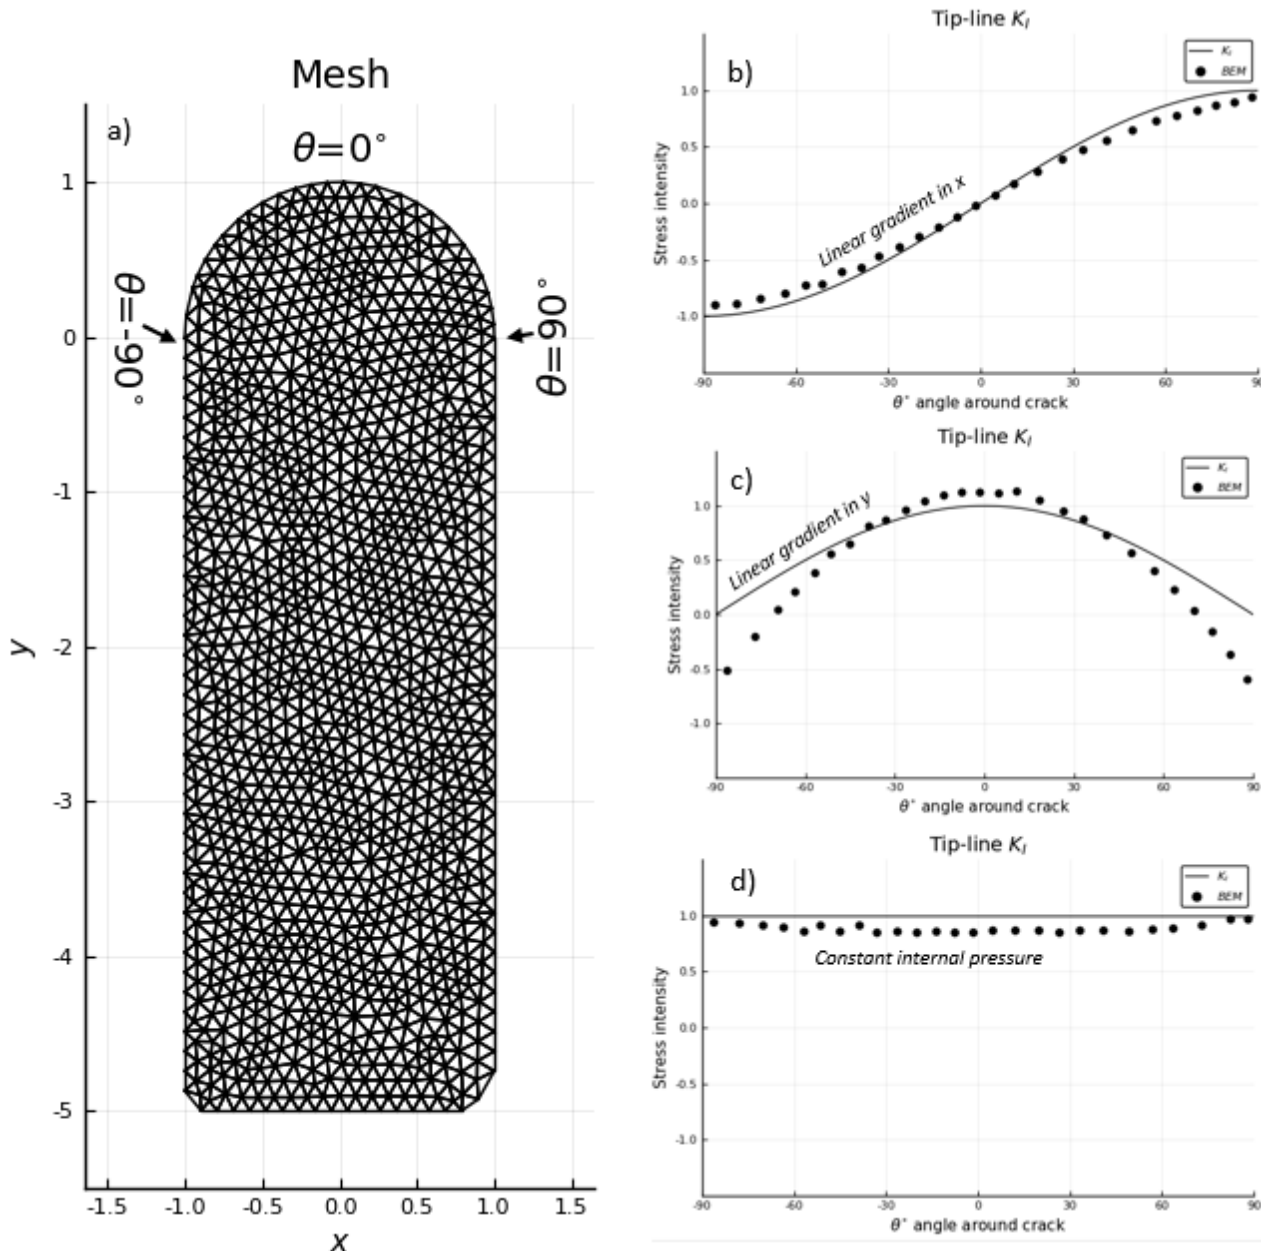 Mesh
a)
θ=0°
θ=-90°
θ=90°
1
0
-1
-2
-3
-4
-5
y
-1.5 -1.0 -0.5 0.0 0.5 1.0 1.5
x
Tip-line K_I
b)
K_I
BEM
Linear gradient in x
Stress intensity
1.0
0.5
0.0
-0.5
-1.0
-90 -60 -30 0 30 60 90
θ° angle around crack
Tip-line K_I
c)
K_I
BEM
Linear gradient in y
Stress intensity
1.0
0.5
0.0
-0.5
-1.0
-90 -60 -30 0 30 60 90
θ° angle around crack
Tip-line K_I
d)
K_I
BEM
Constant internal pressure
Stress intensity
1.0
0.5
0.0
-0.5
-1.0
-90 -60 -30 0 30 60 90
θ° angle around crack